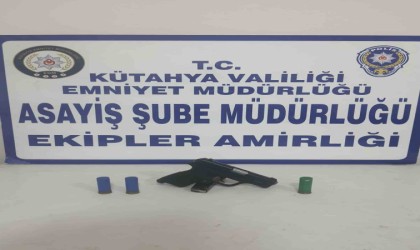 T.C.
KÜTAHYA VALİLİĞİ
EMNİYET MÜDÜRLÜĞÜ
ASAYİŞ ŞUBE MÜDÜRLÜĞÜ
EKİPLER AMİRLİĞİ